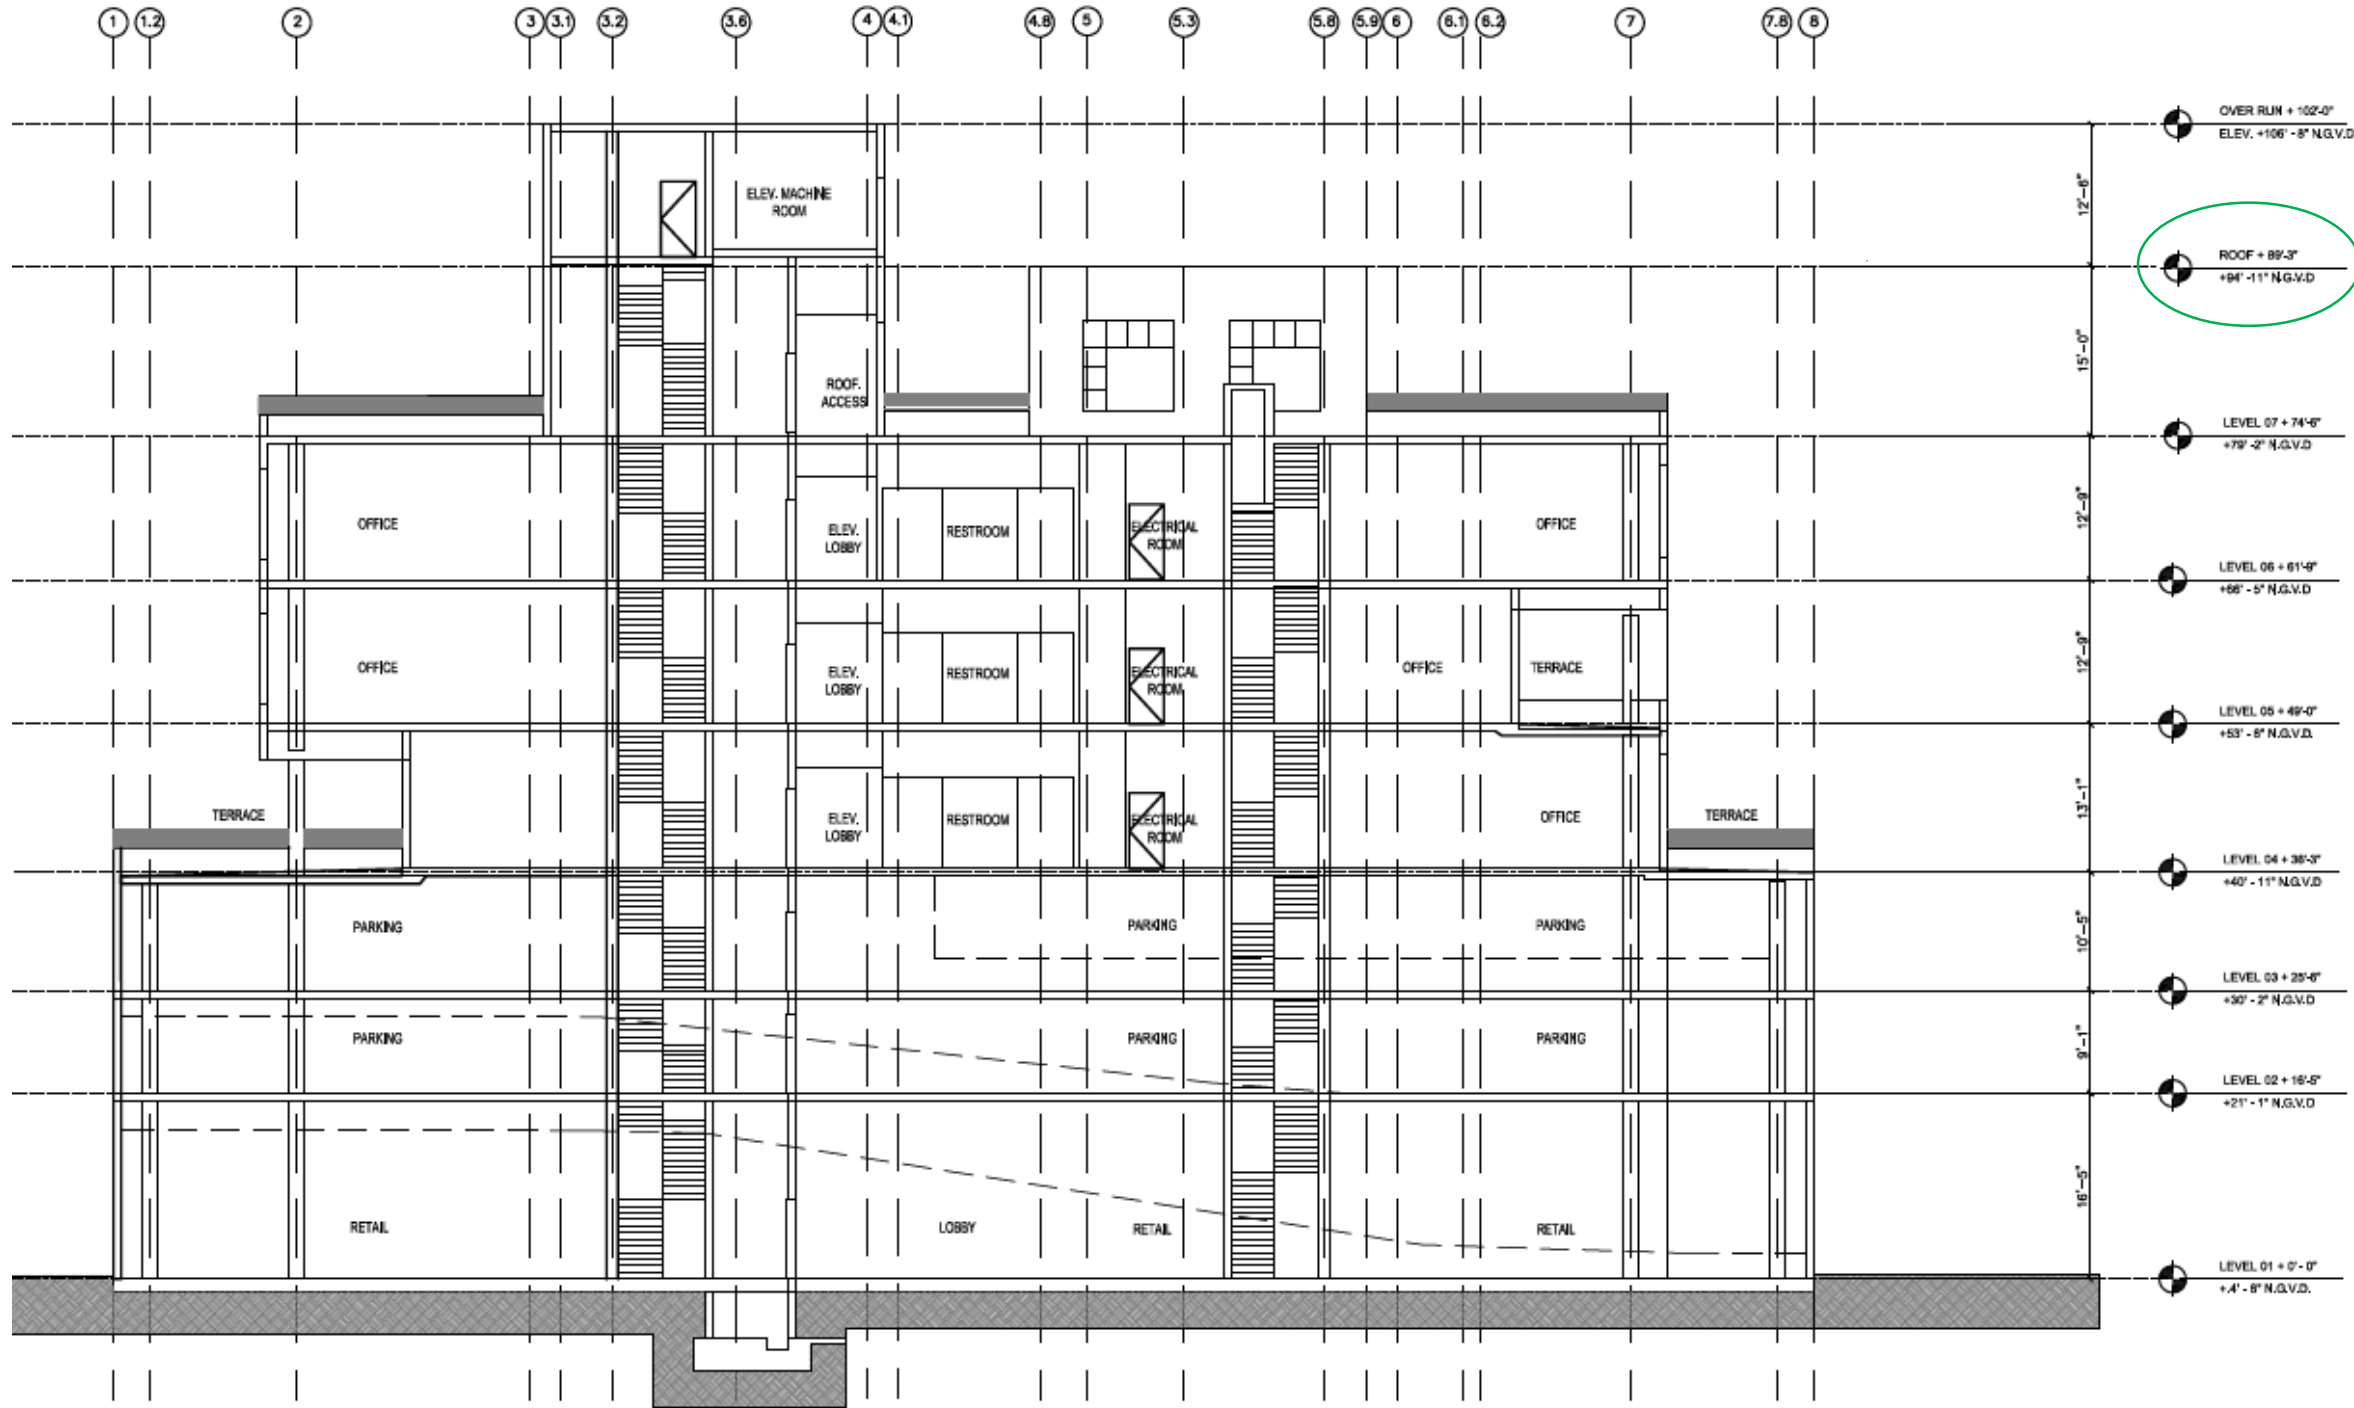 1 1.2 2 3 3.1 3.2 3.6 4 4.1 4.8 5 5.3 5.8 5.9 6 6.1 6.2 7 7.8 8
OVER RUN + 102'-0"
ELEV. +106' - 8" N.G.V.D
12'-6"
ELEV. MACHINE
ROOM
ROOF + 89'-3"
+94' -11" N.G.V.D
15'-0"
ROOF.
ACCESS
LEVEL 07 + 74'-6"
+79' -2" N.G.V.D
12'-9"
OFFICE
ELEV.
LOBBY
RESTROOM
ELECTRICAL
ROOM
OFFICE
LEVEL 06 + 61'-9"
+66' - 5" N.G.V.D
12'-9"
OFFICE
ELEV.
LOBBY
RESTROOM
ELECTRICAL
ROOM
OFFICE
TERRACE
LEVEL 05 + 49'-0"
+53' - 8" N.G.V.D.
13'-1"
TERRACE
ELEV.
LOBBY
RESTROOM
ELECTRICAL
ROOM
OFFICE
TERRACE
LEVEL 04 + 36'-3"
+40' - 11" N.G.V.D
10'-5"
PARKING
PARKING
PARKING
LEVEL 03 + 25'-6"
+30' - 2" N.G.V.D
9'-1"
PARKING
PARKING
PARKING
LEVEL 02 + 16'-5"
+21' - 1" N.G.V.D
16'-5"
RETAIL
LOBBY
RETAIL
RETAIL
LEVEL 01 + 0'- 0"
+.4' - 8" N.G.V.D.